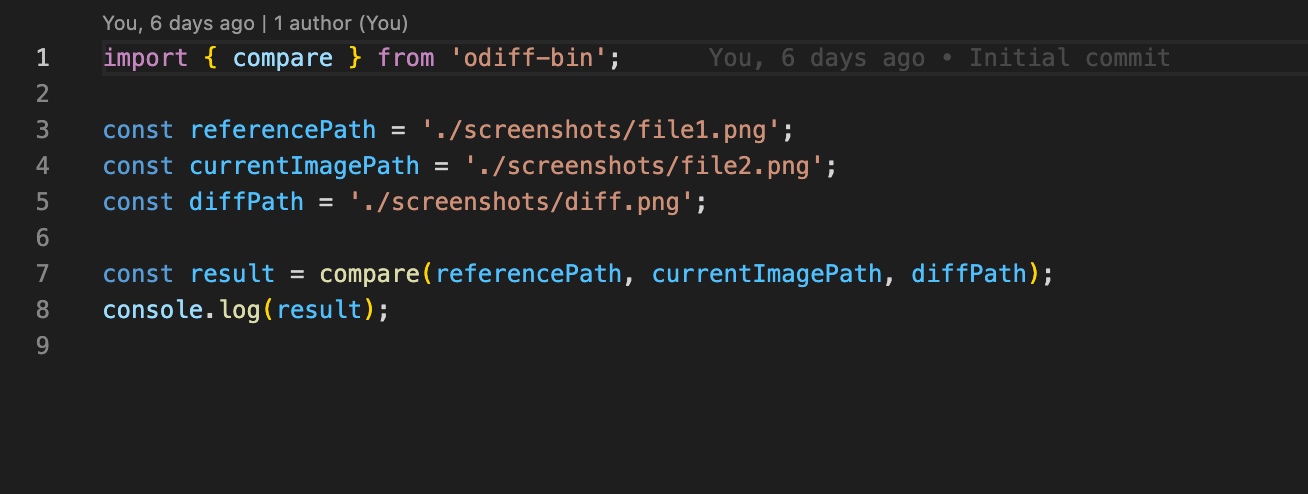 You, 6 days ago | 1 author (You)
1 import { compare } from 'odiff-bin'; You, 6 days ago • Initial commit
2
3 const referencePath = './screenshots/file1.png';
4 const currentImagePath = './screenshots/file2.png';
5 const diffPath = './screenshots/diff.png';
6
7 const result = compare(referencePath, currentImagePath, diffPath);
8 console.log(result);
9